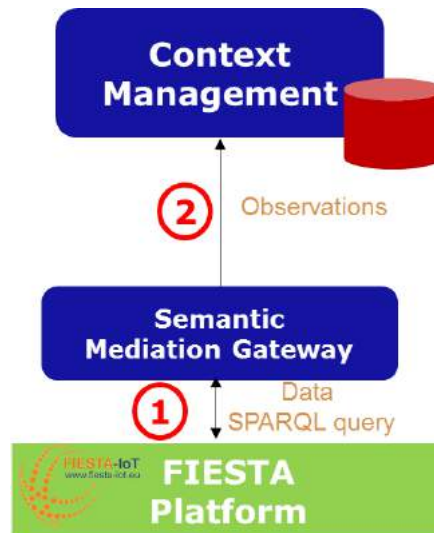 Context
Management
2
Observations
Semantic
Mediation Gateway
1
Data
SPARQL query
FIESTA-IoT
www.fiesta-iot.eu
FIESTA
Platform